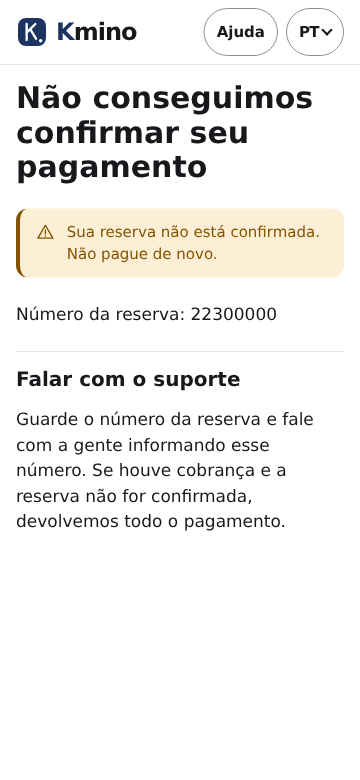 K. Kmino
Ajuda
PT
Não conseguimos
confirmar seu
pagamento
Sua reserva não está confirmada.
Não pague de novo.
Número da reserva: 22300000
Falar com o suporte
Guarde o número da reserva e fale
com a gente informando esse
número. Se houve cobrança e a
reserva não for confirmada,
devolvemos todo o pagamento.